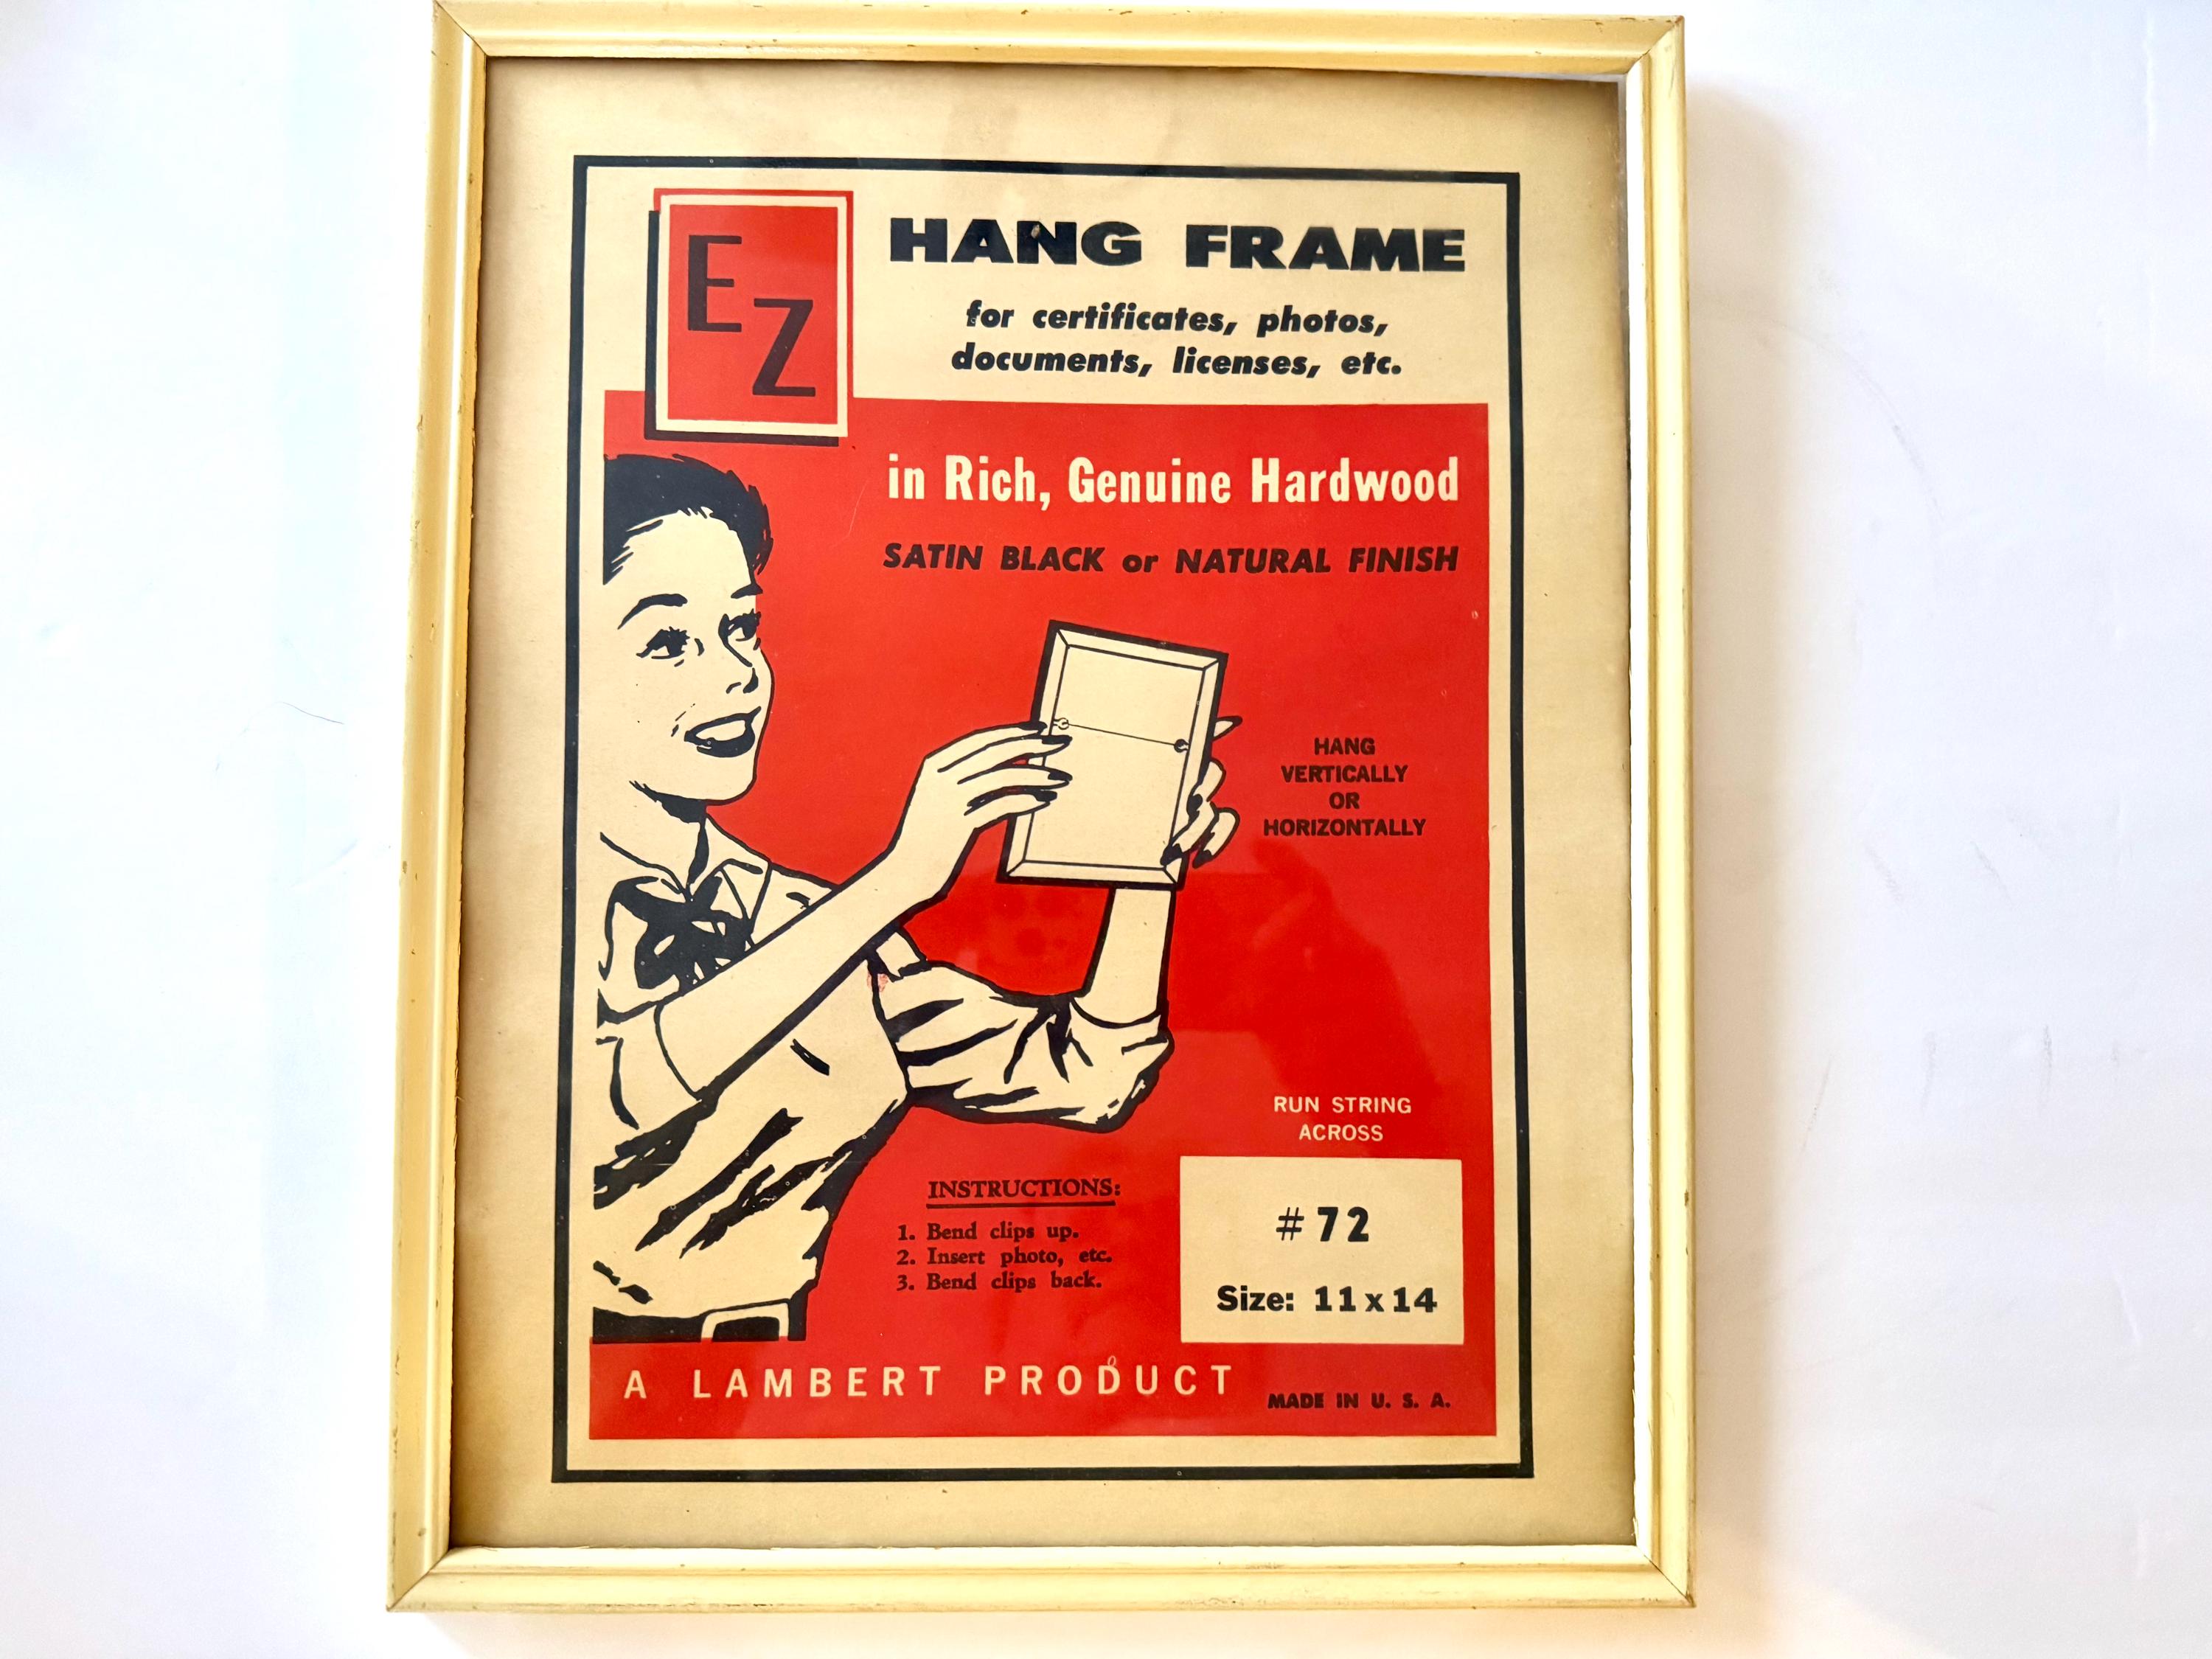 EZ
HANG FRAME
for certificates, photos,
documents, licenses, etc.
in Rich, Genuine Hardwood
SATIN BLACK or NATURAL FINISH
HANG
VERTICALLY
OR
HORIZONTALLY
RUN STRING
ACROSS
INSTRUCTIONS:
1. Bend clips up.
2. Insert photo, etc.
3. Bend clips back.
#72
Size: 11x14
A LAMBERT PRODUCT
MADE IN U. S. A.